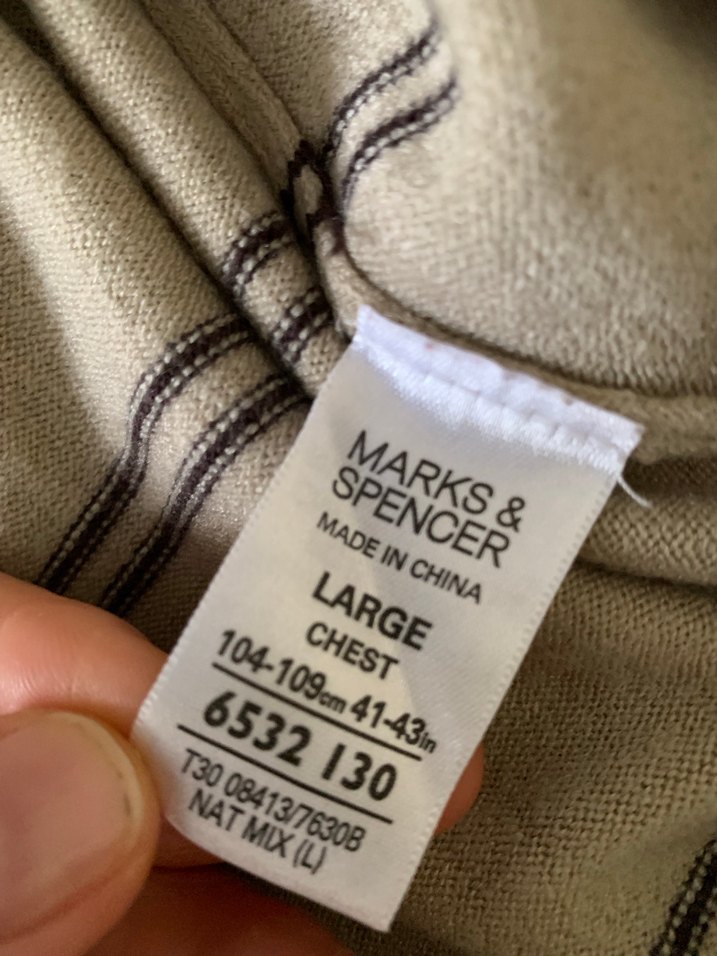 MARKS &
SPENCER
MADE IN CHINA
LARGE
CHEST
104-109cm 41-43in
6532 130
T30 08413/7630B
NAT MIX (L)